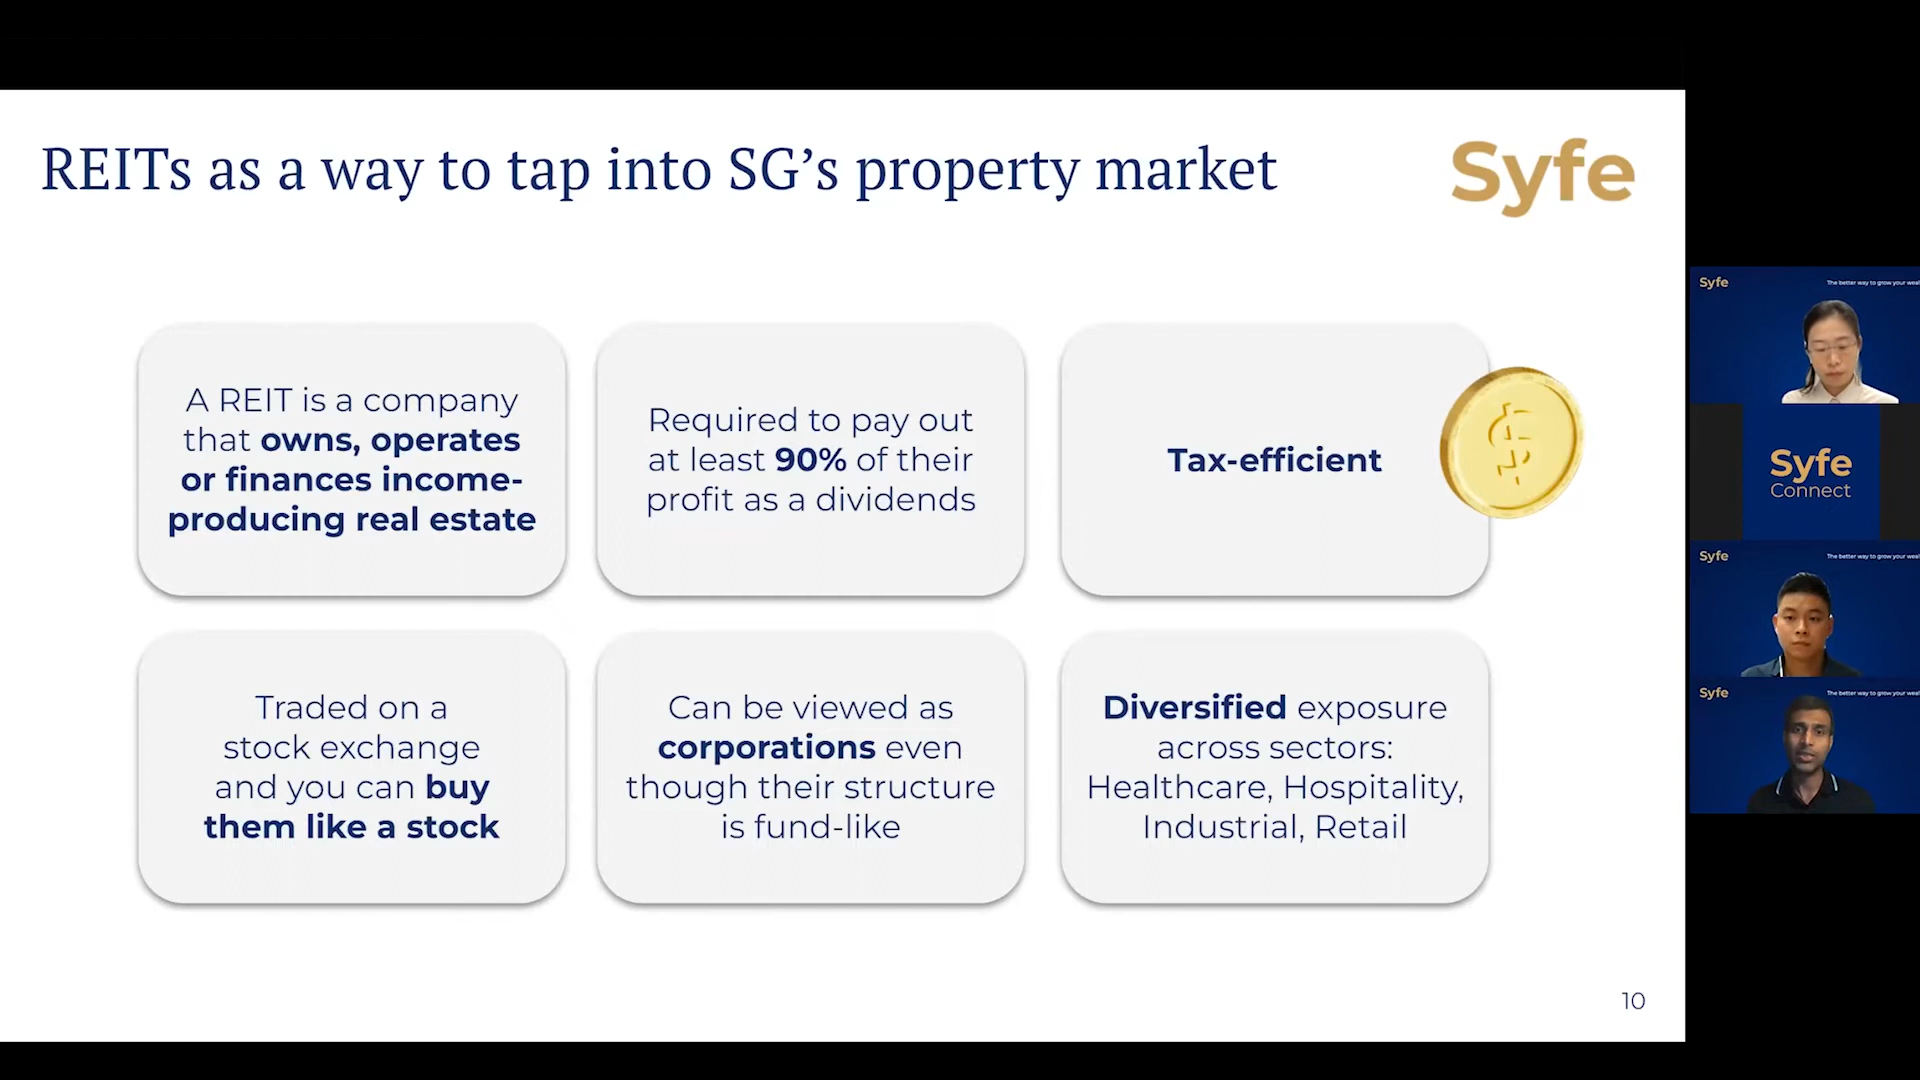 REITs as a way to tap into SG’s property market
Syfe
A REIT is a company
that owns, operates
or finances income-
producing real estate
Required to pay out
at least 90% of their
profit as a dividends
Tax-efficient
Traded on a
stock exchange
and you can buy
them like a stock
Can be viewed as
corporations even
though their structure
is fund-like
Diversified exposure
across sectors:
Healthcare, Hospitality,
Industrial, Retail
10
Syfe
The better way to grow your weal
Syfe
Connect
Syfe
The better way to grow your weal
Syfe
The better way to grow your weal